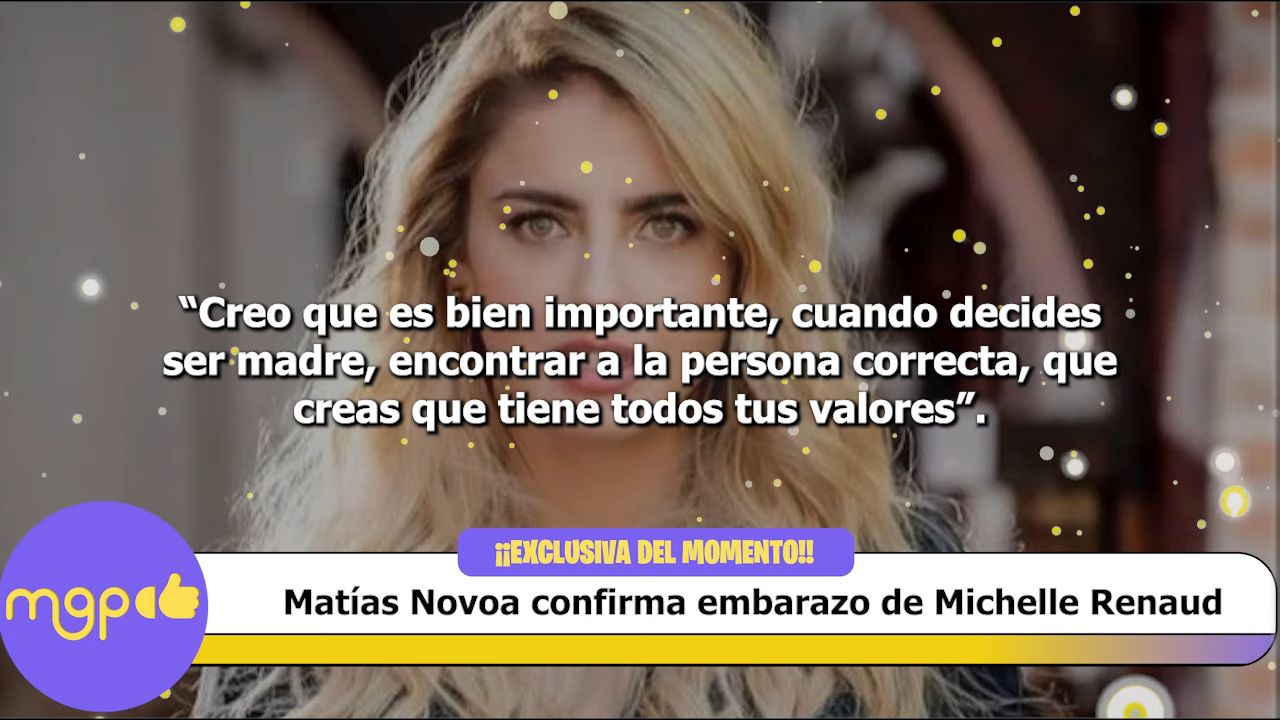 “Creo que es bien importante, cuando decides
ser madre, encontrar a la persona correcta, que
creas que tiene todos tus valores”.
¡¡EXCLUSIVA DEL MOMENTO!!
mgp
Matías Novoa confirma embarazo de Michelle Renaud